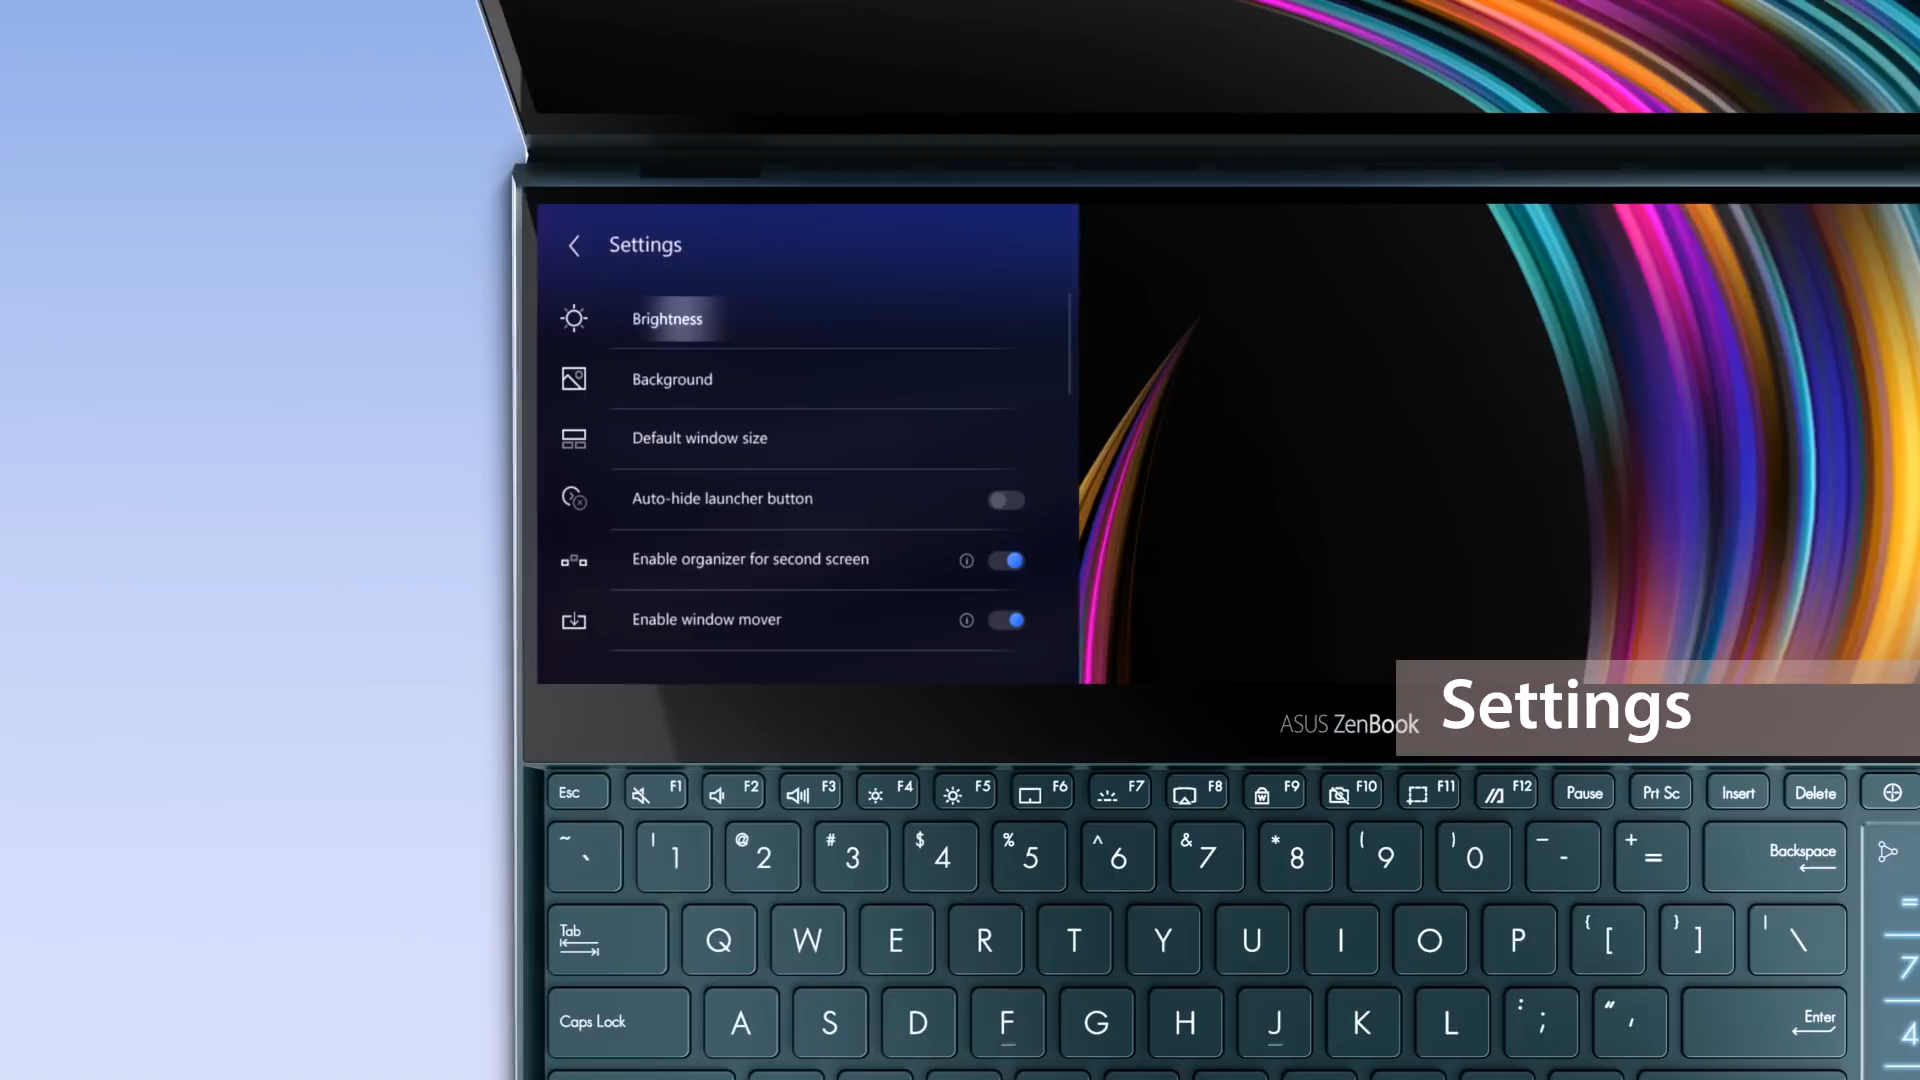 Settings
Brightness
Background
Default window size
Auto-hide launcher button
Enable organizer for second screen
Enable window mover
ASUS ZenBook
Settings
Esc F1 F2 F3 F4 F5 F6 F7 F8 F9 F10 F11 F12 Pause Prt Sc Insert Delete
~ ` ! 1 @ 2 # 3 $ 4 % 5 ^ 6 & 7 * 8 ( 9 ) 0 _ - + = Backspace
=
Tab Q W E R T Y U I O P { [ } ] | \
7
Caps Lock A S D F G H J K L : ; " ' Enter
4